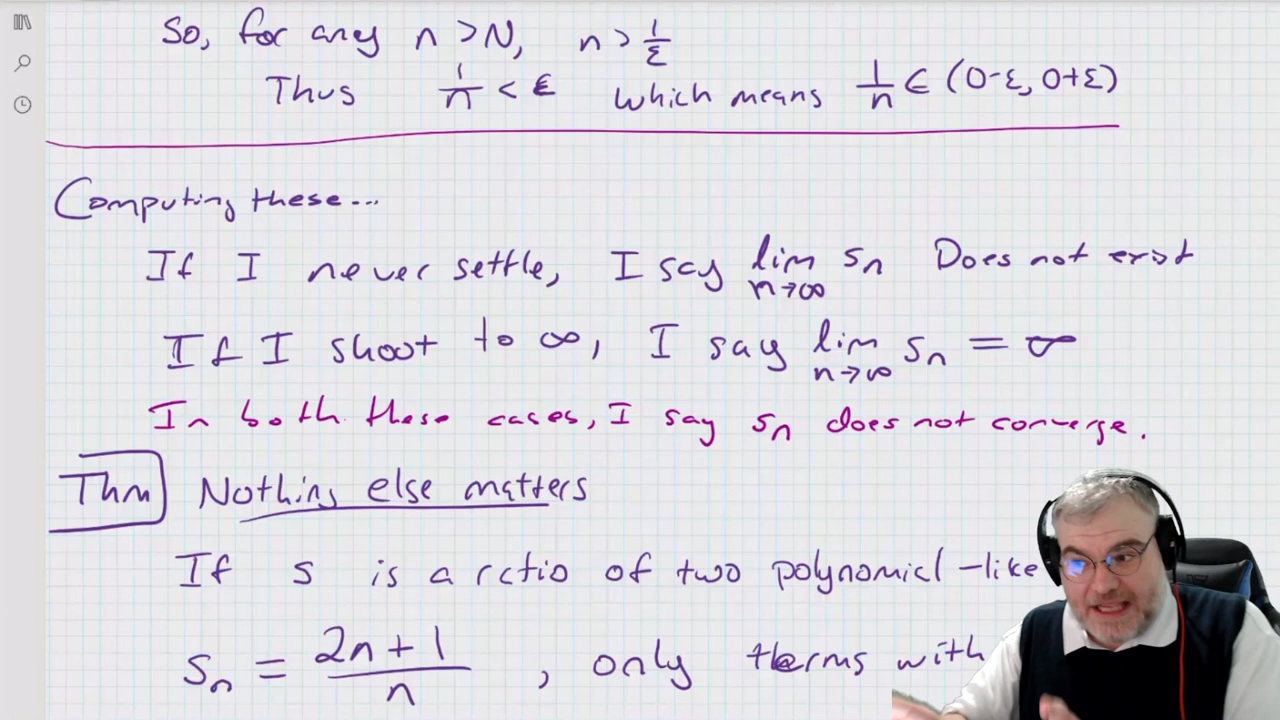 So, for any n > N, n > 1/ε
Thus 1/n < ε which means 1/n ∈ (0-ε, 0+ε)
Computing these...
If I never settle, I say lim n→∞ sn Does not exist
If I shoot to ∞, I say lim n→∞ sn = ∞
In both these cases, I say sn does not converge.
Thm Nothing else matters
If s is a ratio of two polynomial-like
sn = 2n+1/n , only terms with